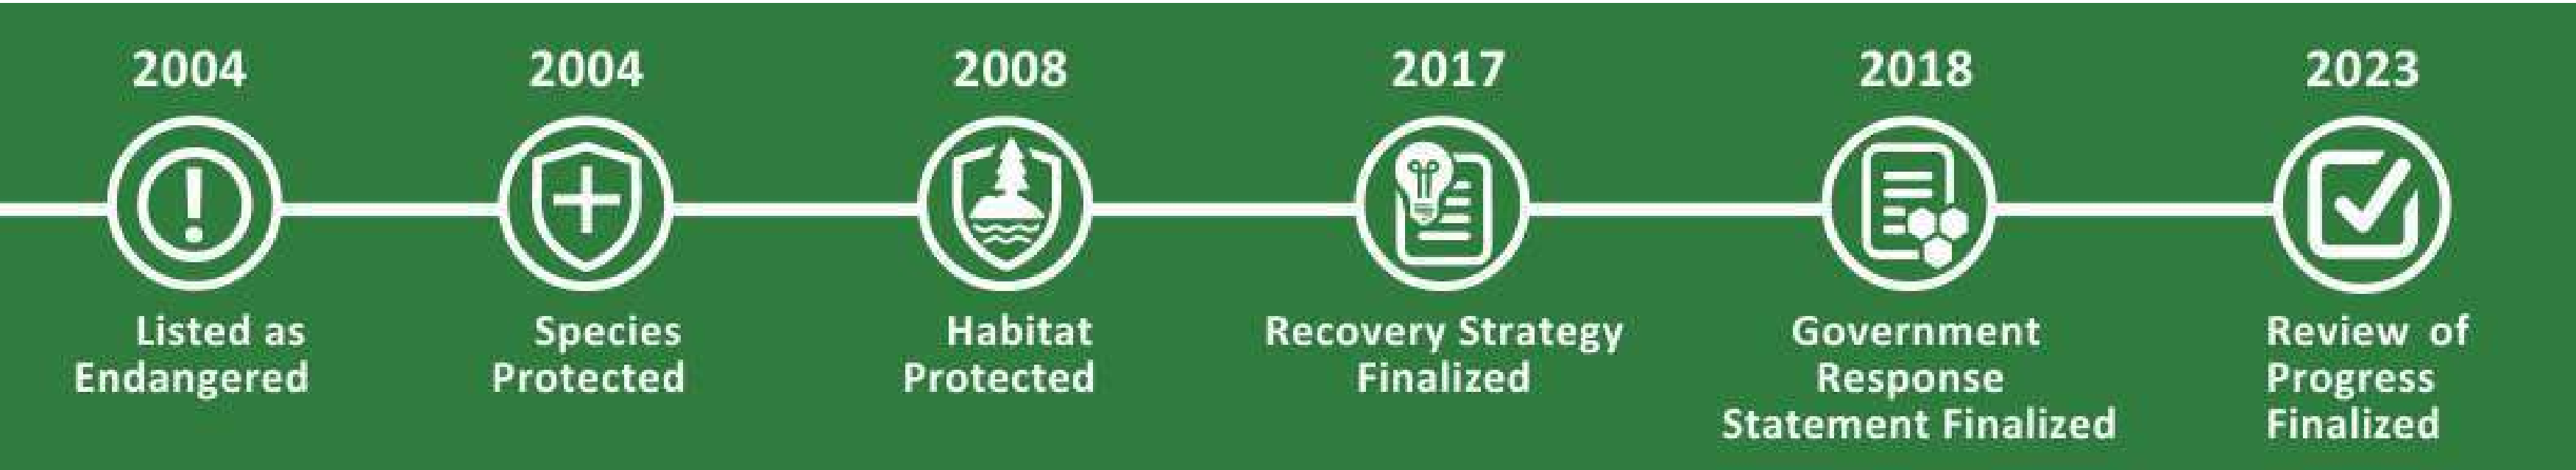 2004
Listed as
Endangered
2004
Species
Protected
2008
Habitat
Protected
2017
Recovery Strategy
Finalized
2018
Government
Response
Statement Finalized
2023
Review of
Progress
Finalized